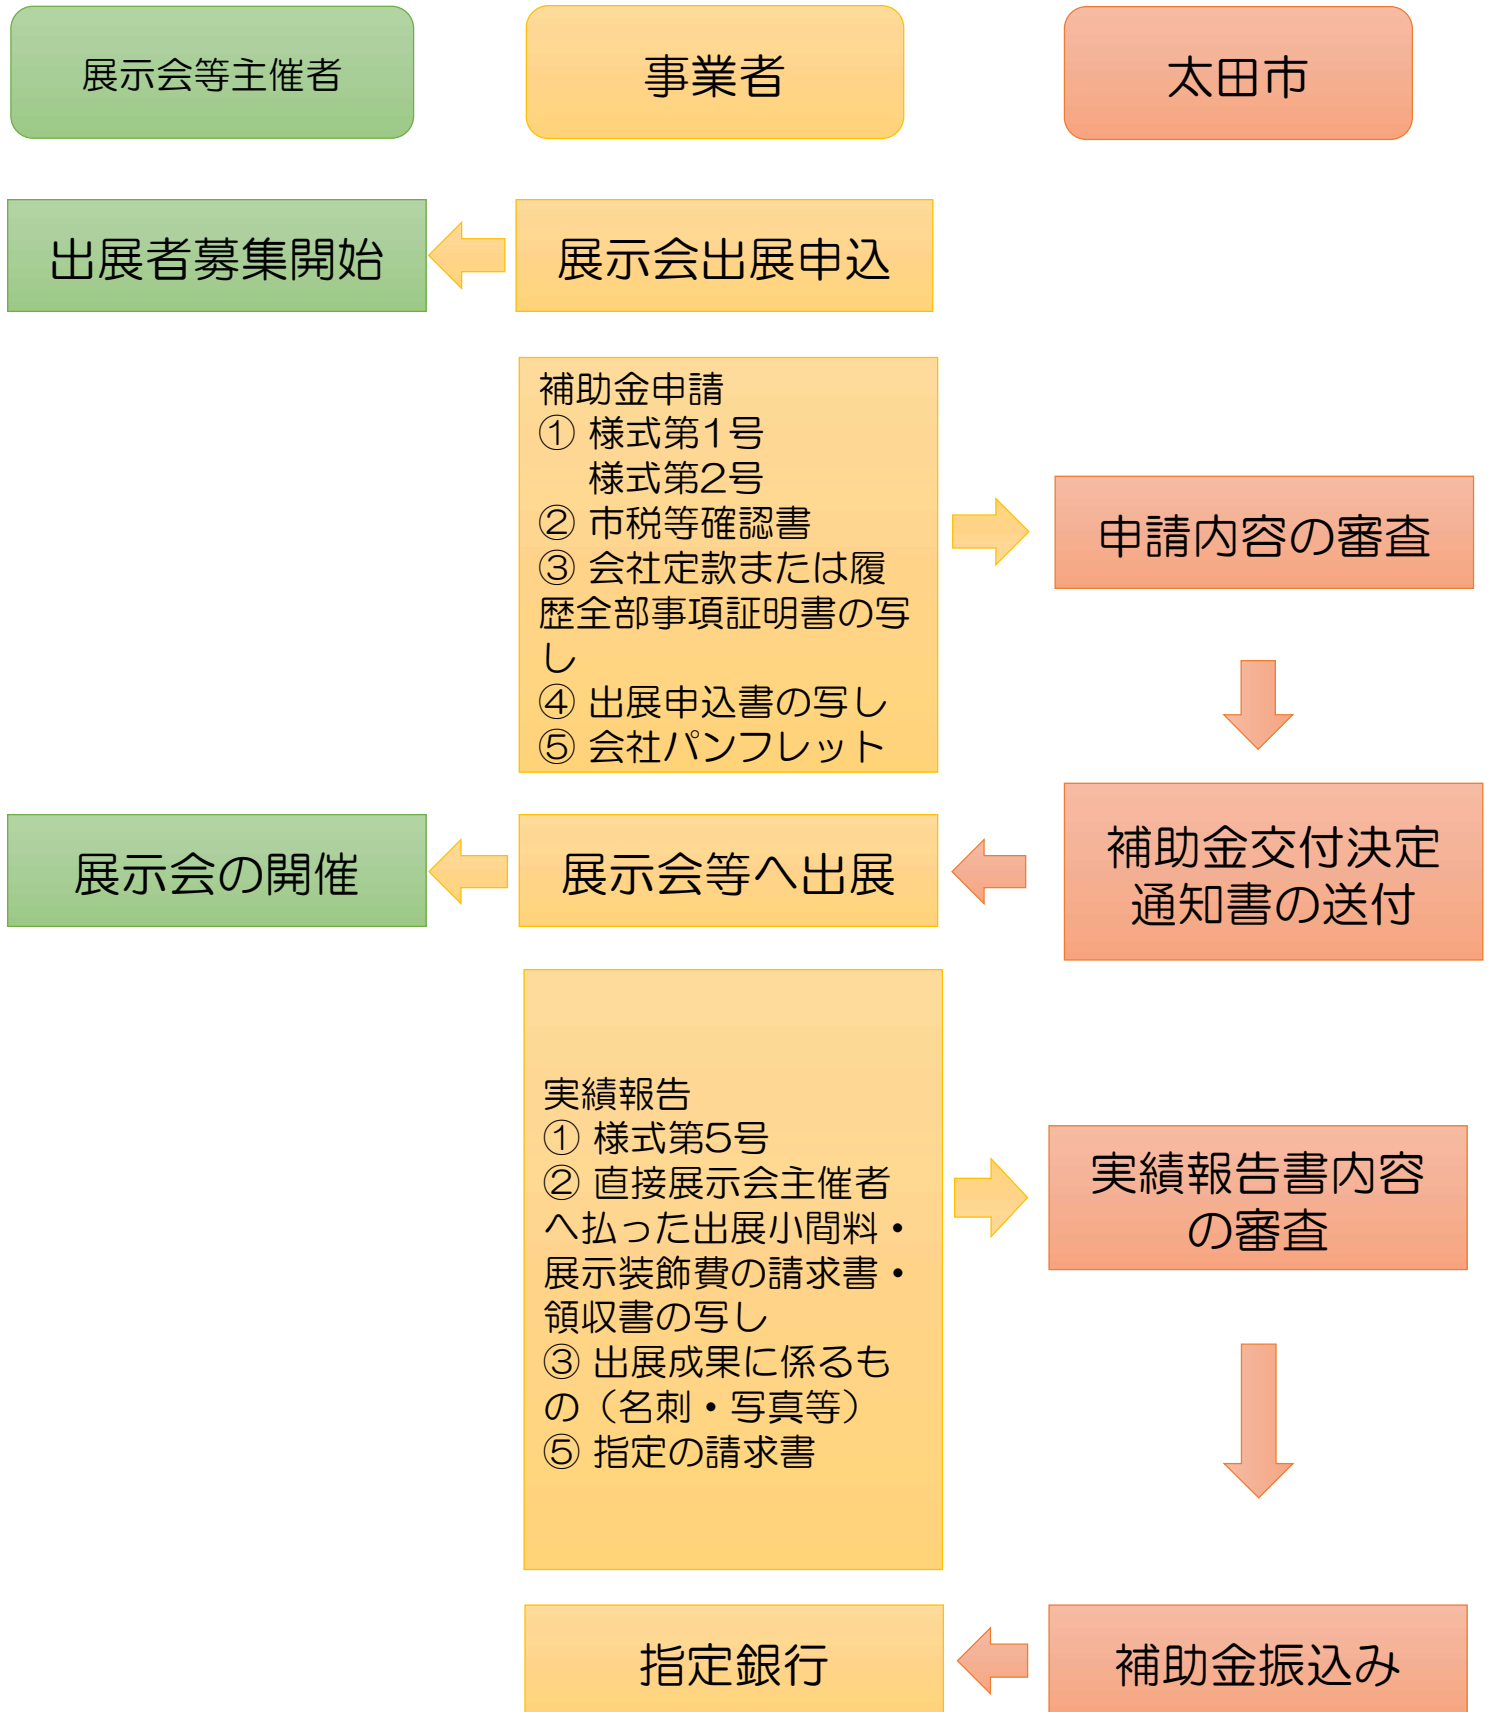 展示会等主催者
事業者
太田市
出展者募集開始
展示会出展申込
補助金申請
① 様式第1号
様式第2号
② 市税等確認書
③ 会社定款または履
歴全部事項証明書の写
し
④ 出展申込書の写し
⑤ 会社パンフレット
申請内容の審査
補助金交付決定
通知書の送付
展示会等へ出展
展示会の開催
実績報告
① 様式第5号
② 直接展示会主催者
へ払った出展小間料・
展示装飾費の請求書・
領収書の写し
③ 出展成果に係るも
の（名刺・写真等）
⑤ 指定の請求書
実績報告書内容
の審査
補助金振込み
指定銀行